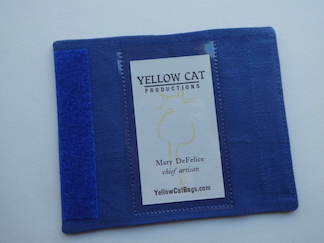 YELLOW CAT
PRODUCTIONS
Mary DeFelice
chief artisan
YellowCatBags.com